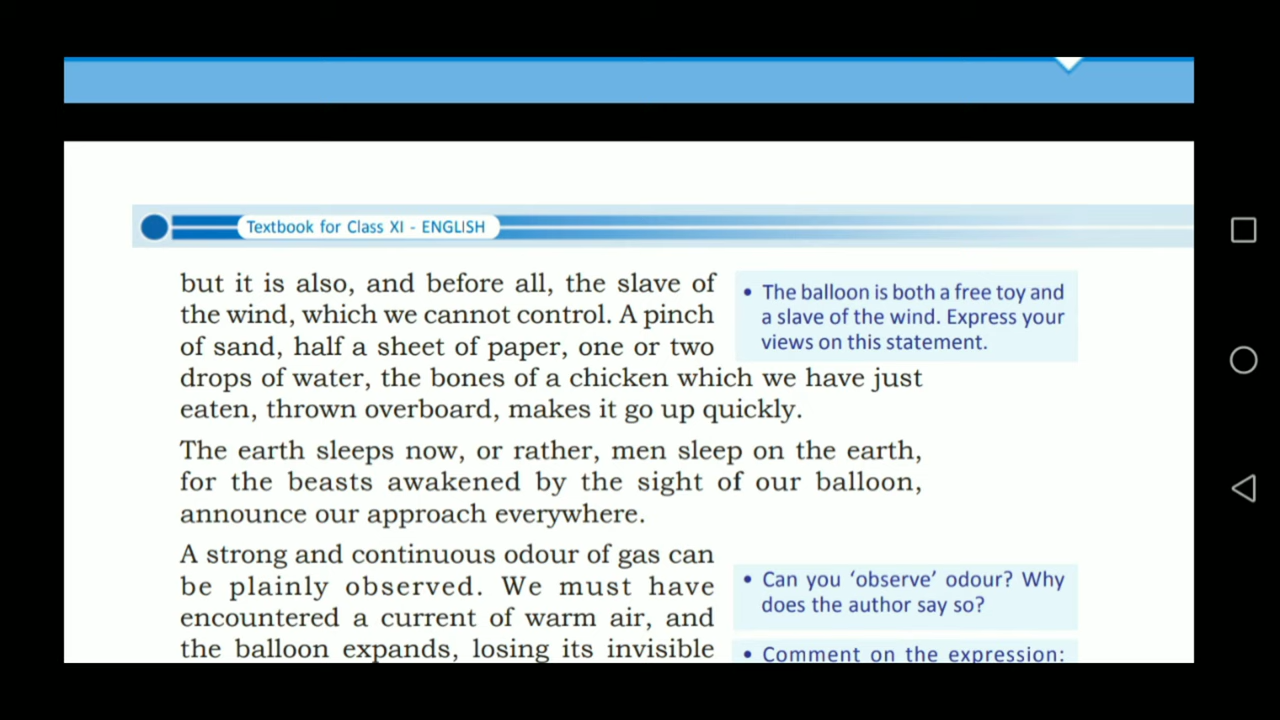 Textbook for Class XI - ENGLISH
but it is also, and before all, the slave of
the wind, which we cannot control. A pinch
of sand, half a sheet of paper, one or two
drops of water, the bones of a chicken which we have just
eaten, thrown overboard, makes it go up quickly.
• The balloon is both a free toy and
a slave of the wind. Express your
views on this statement.
The earth sleeps now, or rather, men sleep on the earth,
for the beasts awakened by the sight of our balloon,
announce our approach everywhere.
A strong and continuous odour of gas can
be plainly observed. We must have
encountered a current of warm air, and
the balloon expands, losing its invisible
• Can you ‘observe’ odour? Why
does the author say so?
• Comment on the expression: